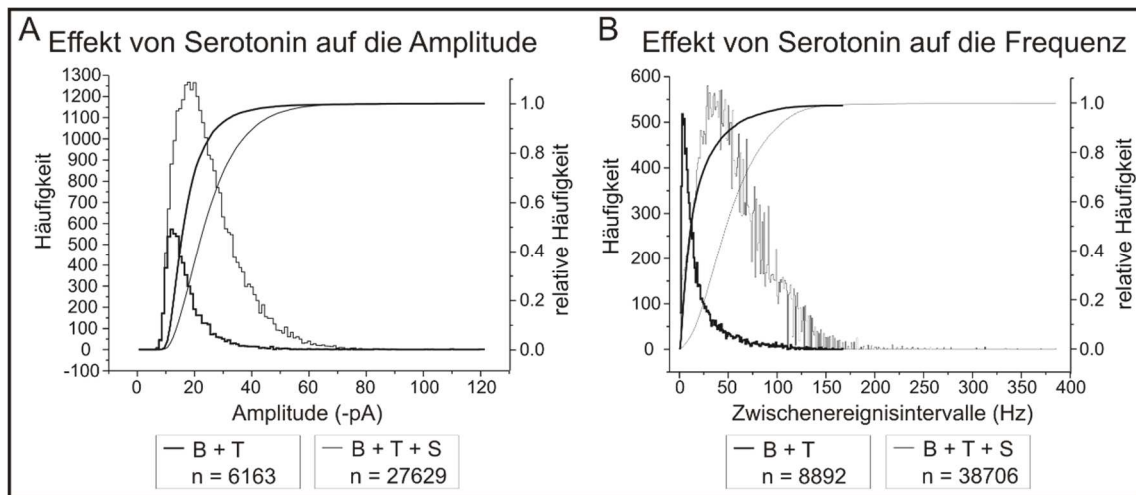 A Effekt von Serotonin auf die Amplitude
Häufigkeit
1300
1200
1100
1000
900
800
700
600
500
400
300
200
100
0
-100
1.0
0.8
0.6
0.4
0.2
0.0
relative Häufigkeit
0 20 40 60 80 100 120
Amplitude (-pA)
B + T
n = 6163
B + T + S
n = 27629
B Effekt von Serotonin auf die Frequenz
Häufigkeit
600
500
400
300
200
100
0
1.0
0.8
0.6
0.4
0.2
0.0
relative Häufigkeit
0 50 100 150 200 250 300 350 400
Zwischenereignisintervalle (Hz)
B + T
n = 8892
B + T + S
n = 38706